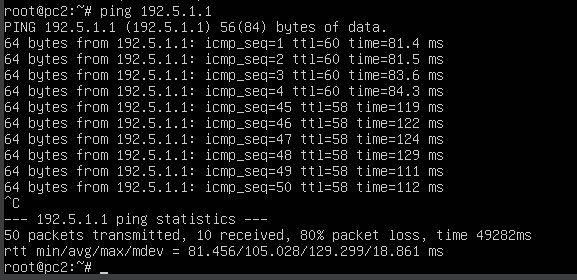 root@pc2:~# ping 192.5.1.1
PING 192.5.1.1 (192.5.1.1) 56(84) bytes of data.
64 bytes from 192.5.1.1: icmp_seq=1 ttl=60 time=81.4 ms
64 bytes from 192.5.1.1: icmp_seq=2 ttl=60 time=81.5 ms
64 bytes from 192.5.1.1: icmp_seq=3 ttl=60 time=83.6 ms
64 bytes from 192.5.1.1: icmp_seq=4 ttl=60 time=84.3 ms
64 bytes from 192.5.1.1: icmp_seq=45 ttl=58 time=119 ms
64 bytes from 192.5.1.1: icmp_seq=46 ttl=58 time=122 ms
64 bytes from 192.5.1.1: icmp_seq=47 ttl=58 time=124 ms
64 bytes from 192.5.1.1: icmp_seq=48 ttl=58 time=129 ms
64 bytes from 192.5.1.1: icmp_seq=49 ttl=58 time=111 ms
64 bytes from 192.5.1.1: icmp_seq=50 ttl=58 time=112 ms
^C
--- 192.5.1.1 ping statistics ---
50 packets transmitted, 10 received, 80% packet loss, time 49282ms
rtt min/avg/max/mdev = 81.456/105.028/129.299/18.861 ms
root@pc2:~# _